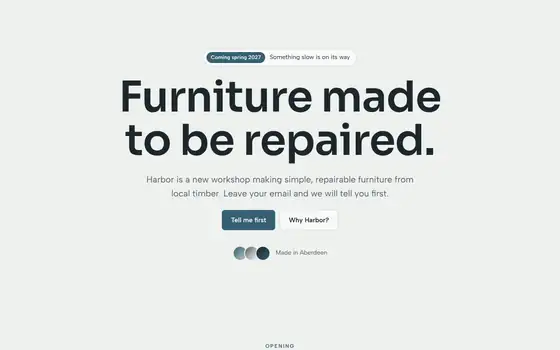 Coming spring 2027 Something slow is on its way
Furniture made
to be repaired.
Harbor is a new workshop making simple, repairable furniture from
local timber. Leave your email and we will tell you first.
Tell me first Why Harbor?
Made in Aberdeen
OPENING